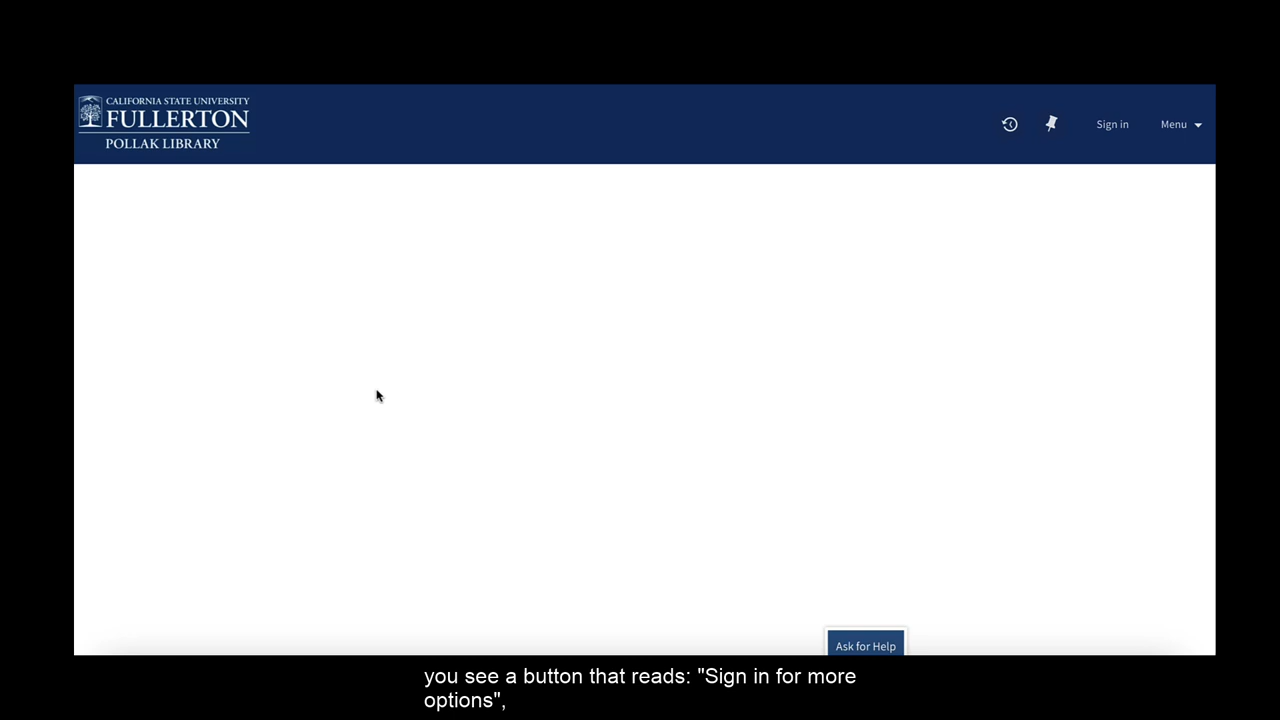 CALIFORNIA STATE UNIVERSITY
FULLERTON
POLLAK LIBRARY
Sign in
Menu
Ask for Help
you see a button that reads: "Sign in for more
options",